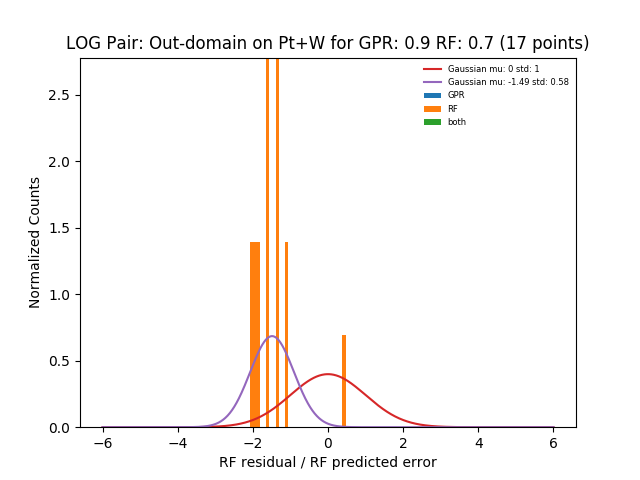 LOG Pair: Out-domain on Pt+W for GPR: 0.9 RF: 0.7 (17 points)
Gaussian mu: 0 std: 1
Gaussian mu: -1.49 std: 0.58
GPR
RF
both
Normalized Counts
2.5
2.0
1.5
1.0
0.5
0.0
−6 −4 −2 0 2 4 6
RF residual / RF predicted error